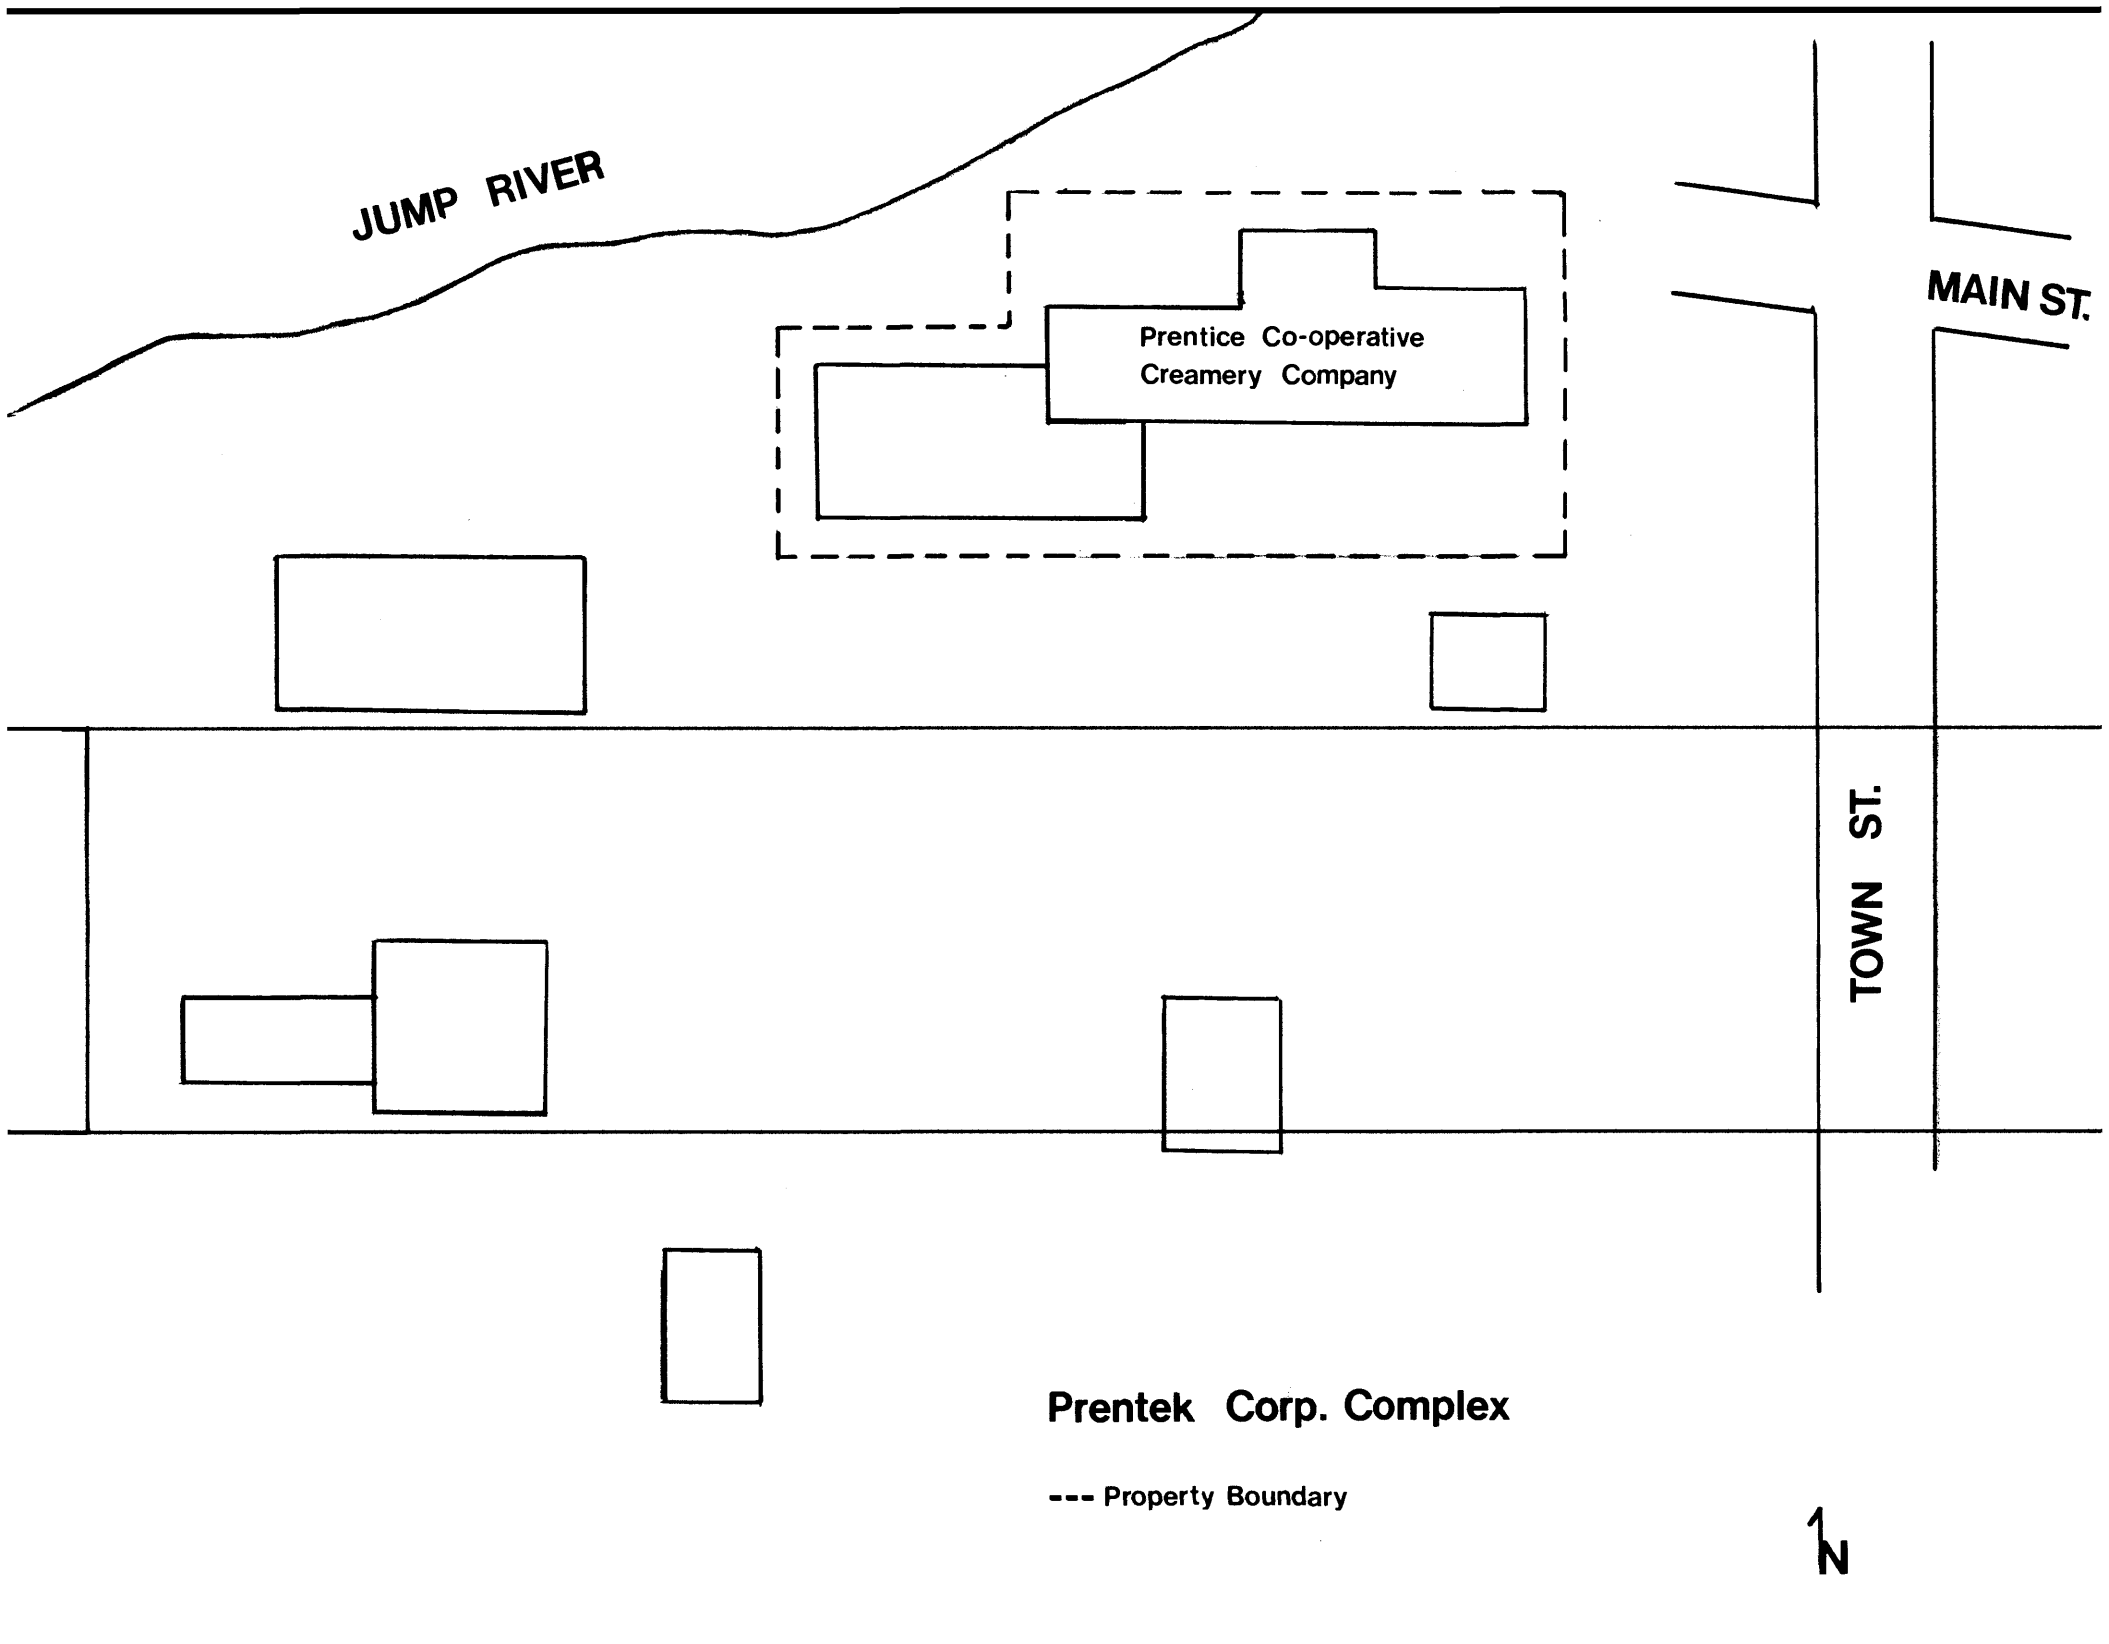 JUMP RIVER
MAIN ST.
Prentice Co-operative
Creamery Company
TOWN ST.
Prentek Corp. Complex
--- Property Boundary
N